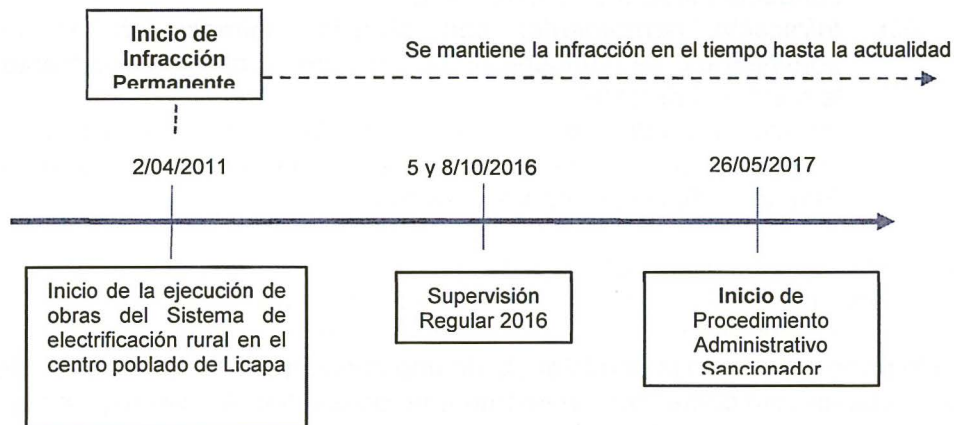 Inicio de
Infracción
Permanente
Se mantiene la infracción en el tiempo hasta la actualidad
2/04/2011
5 y 8/10/2016
26/05/2017
Inicio de la ejecución de
obras del Sistema de
electrificación rural en el
centro poblado de Licapa
Supervisión
Regular 2016
Inicio de
Procedimiento
Administrativo
Sancionador